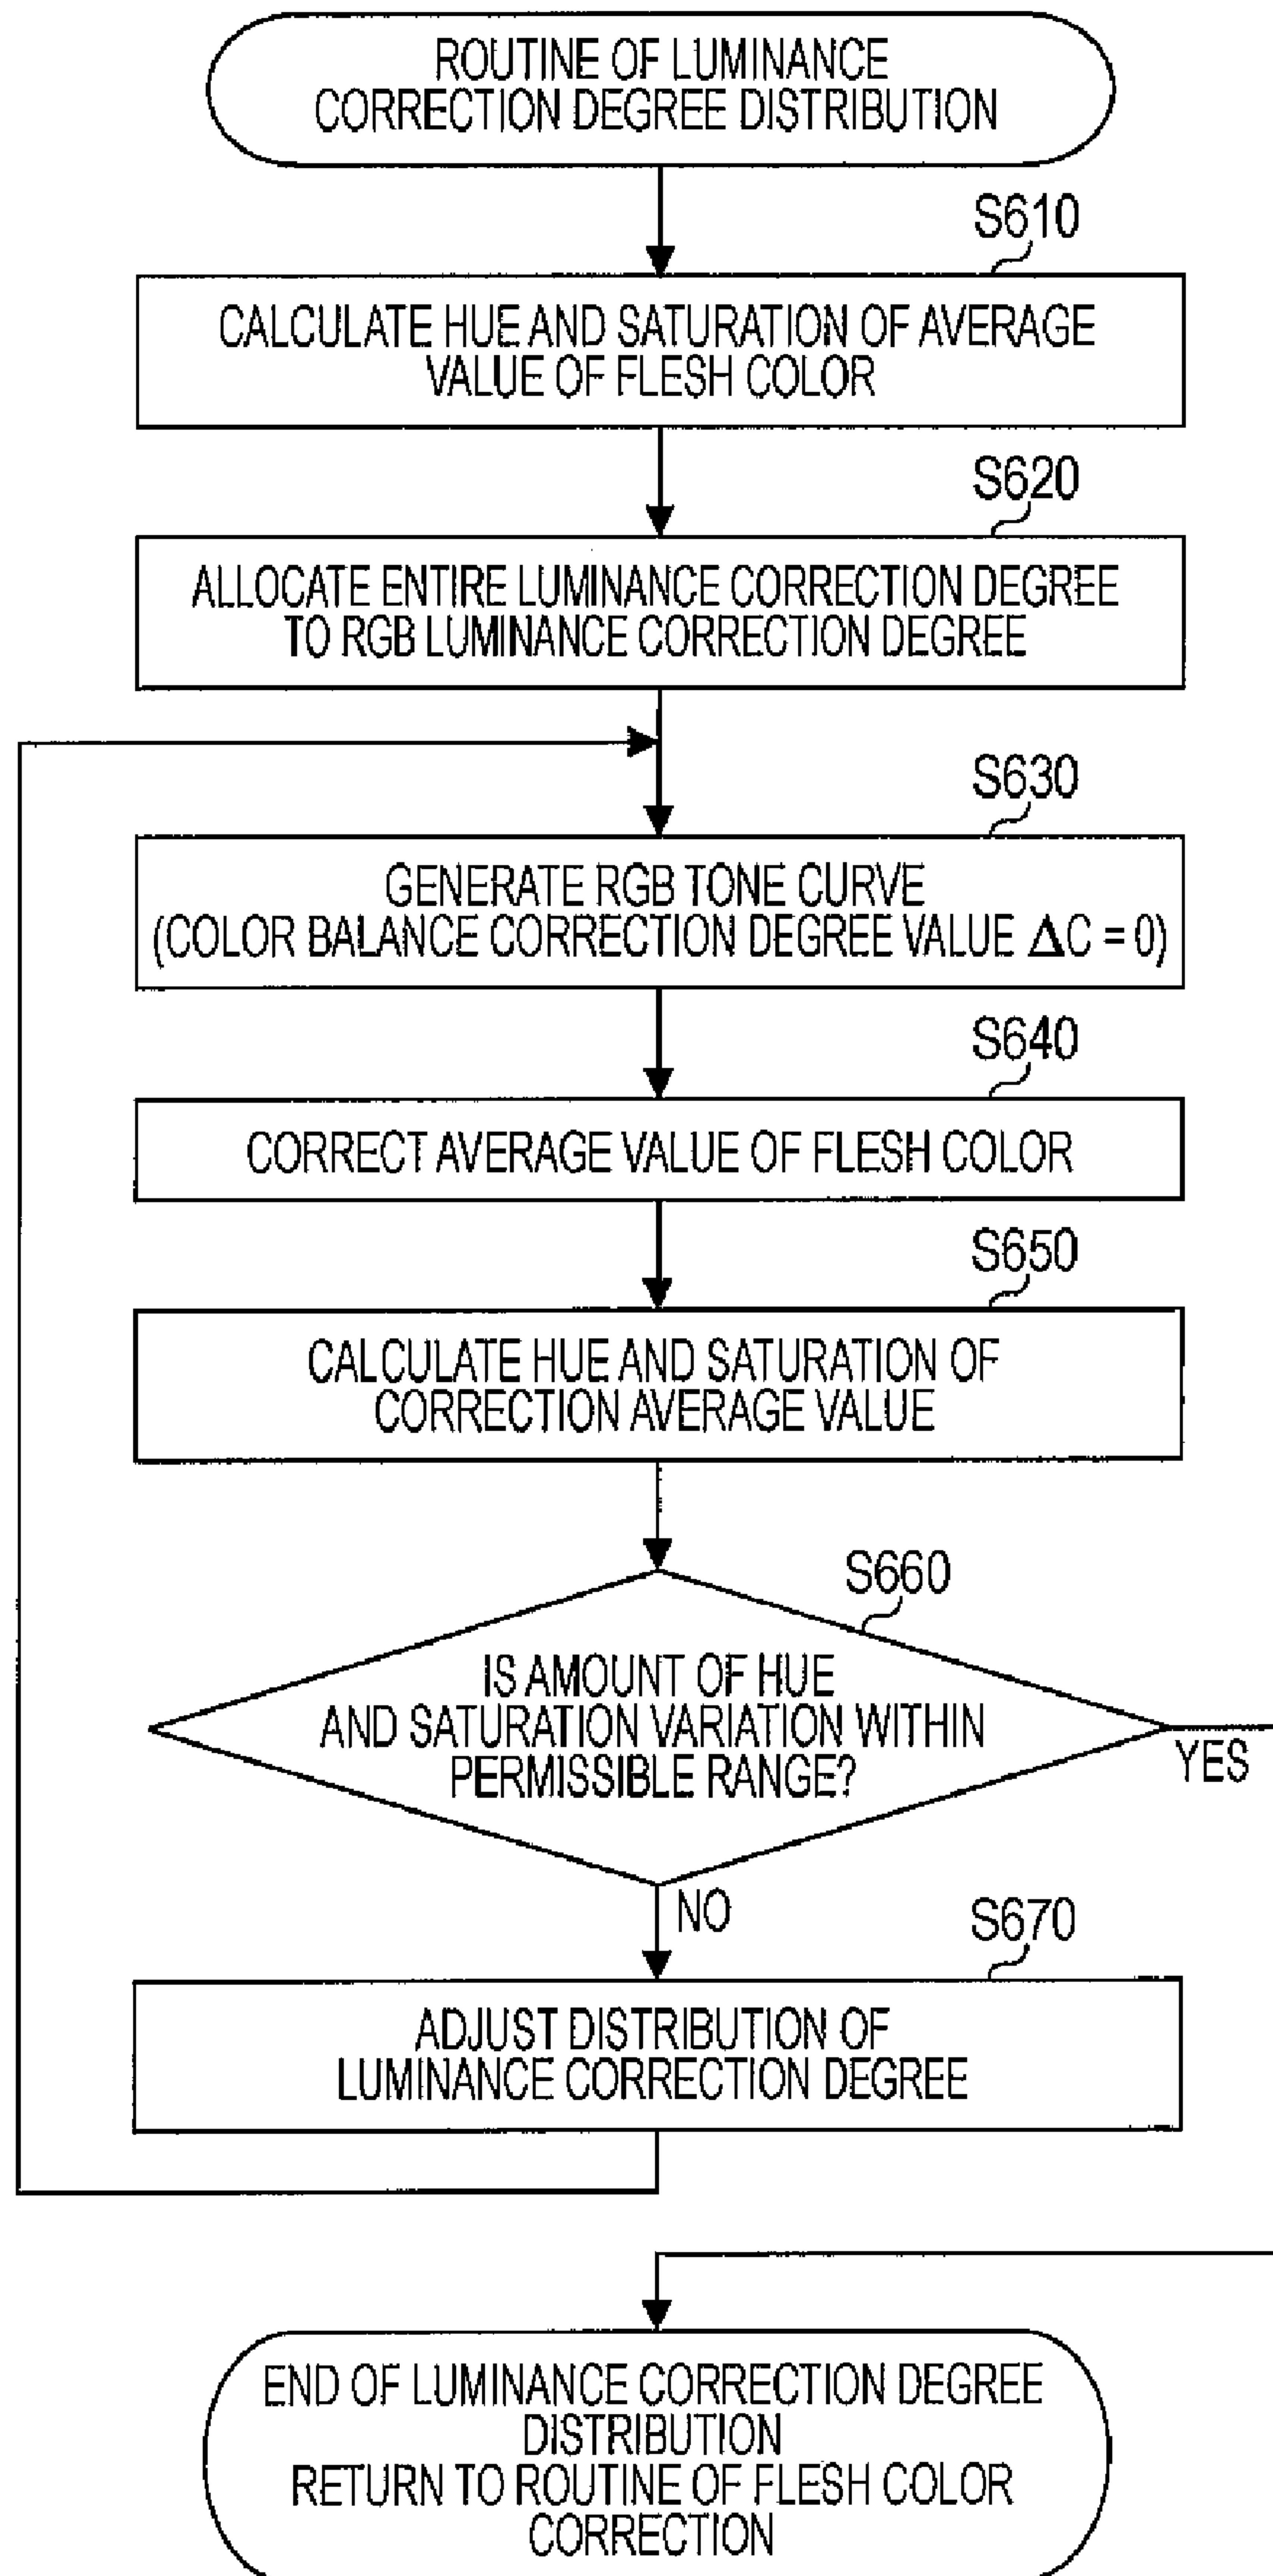 ROUTINE OF LUMINANCE
CORRECTION DEGREE DISTRIBUTION
S610
CALCULATE HUE AND SATURATION OF AVERAGE
VALUE OF FLESH COLOR
S620
ALLOCATE ENTIRE LUMINANCE CORRECTION DEGREE
TO RGB LUMINANCE CORRECTION DEGREE
S630
GENERATE RGB TONE CURVE
(COLOR BALANCE CORRECTION DEGREE VALUE ΔC = 0)
S640
CORRECT AVERAGE VALUE OF FLESH COLOR
S650
CALCULATE HUE AND SATURATION OF
CORRECTION AVERAGE VALUE
S660
IS AMOUNT OF HUE
AND SATURATION VARIATION WITHIN
PERMISSIBLE RANGE?
YES
NO
S670
ADJUST DISTRIBUTION OF
LUMINANCE CORRECTION DEGREE
END OF LUMINANCE CORRECTION DEGREE
DISTRIBUTION
RETURN TO ROUTINE OF FLESH COLOR
CORRECTION